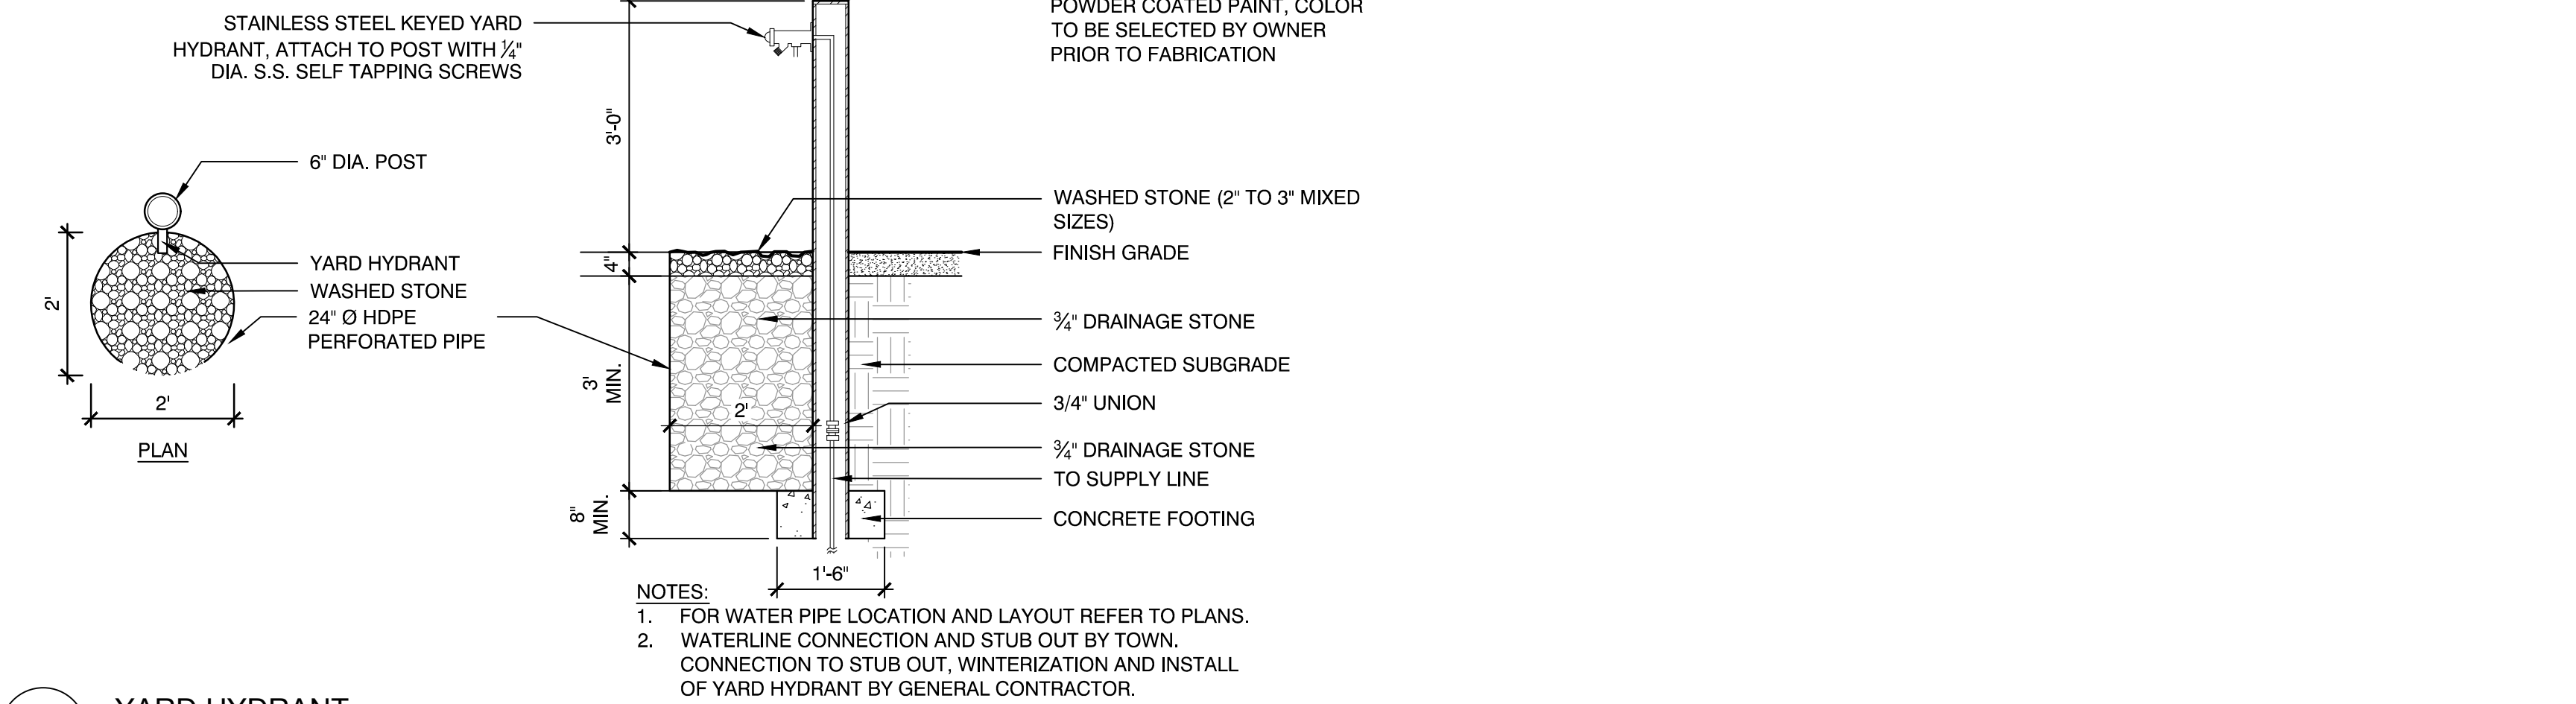 STAINLESS STEEL KEYED YARD
HYDRANT, ATTACH TO POST WITH ¼"
DIA. S.S. SELF TAPPING SCREWS
POWDER COATED PAINT, COLOR
TO BE SELECTED BY OWNER
PRIOR TO FABRICATION
3'-0"
6" DIA. POST
YARD HYDRANT
WASHED STONE
24" Ø HDPE
PERFORATED PIPE
2'
2'
PLAN
WASHED STONE (2" TO 3" MIXED
SIZES)
FINISH GRADE
4"
¾" DRAINAGE STONE
COMPACTED SUBGRADE
3'
MIN.
2'
3/4" UNION
¾" DRAINAGE STONE
TO SUPPLY LINE
8"
MIN.
CONCRETE FOOTING
1'-6"
NOTES:
1. FOR WATER PIPE LOCATION AND LAYOUT REFER TO PLANS.
2. WATERLINE CONNECTION AND STUB OUT BY TOWN.
CONNECTION TO STUB OUT, WINTERIZATION AND INSTALL
OF YARD HYDRANT BY GENERAL CONTRACTOR.
YARD HYDRANT